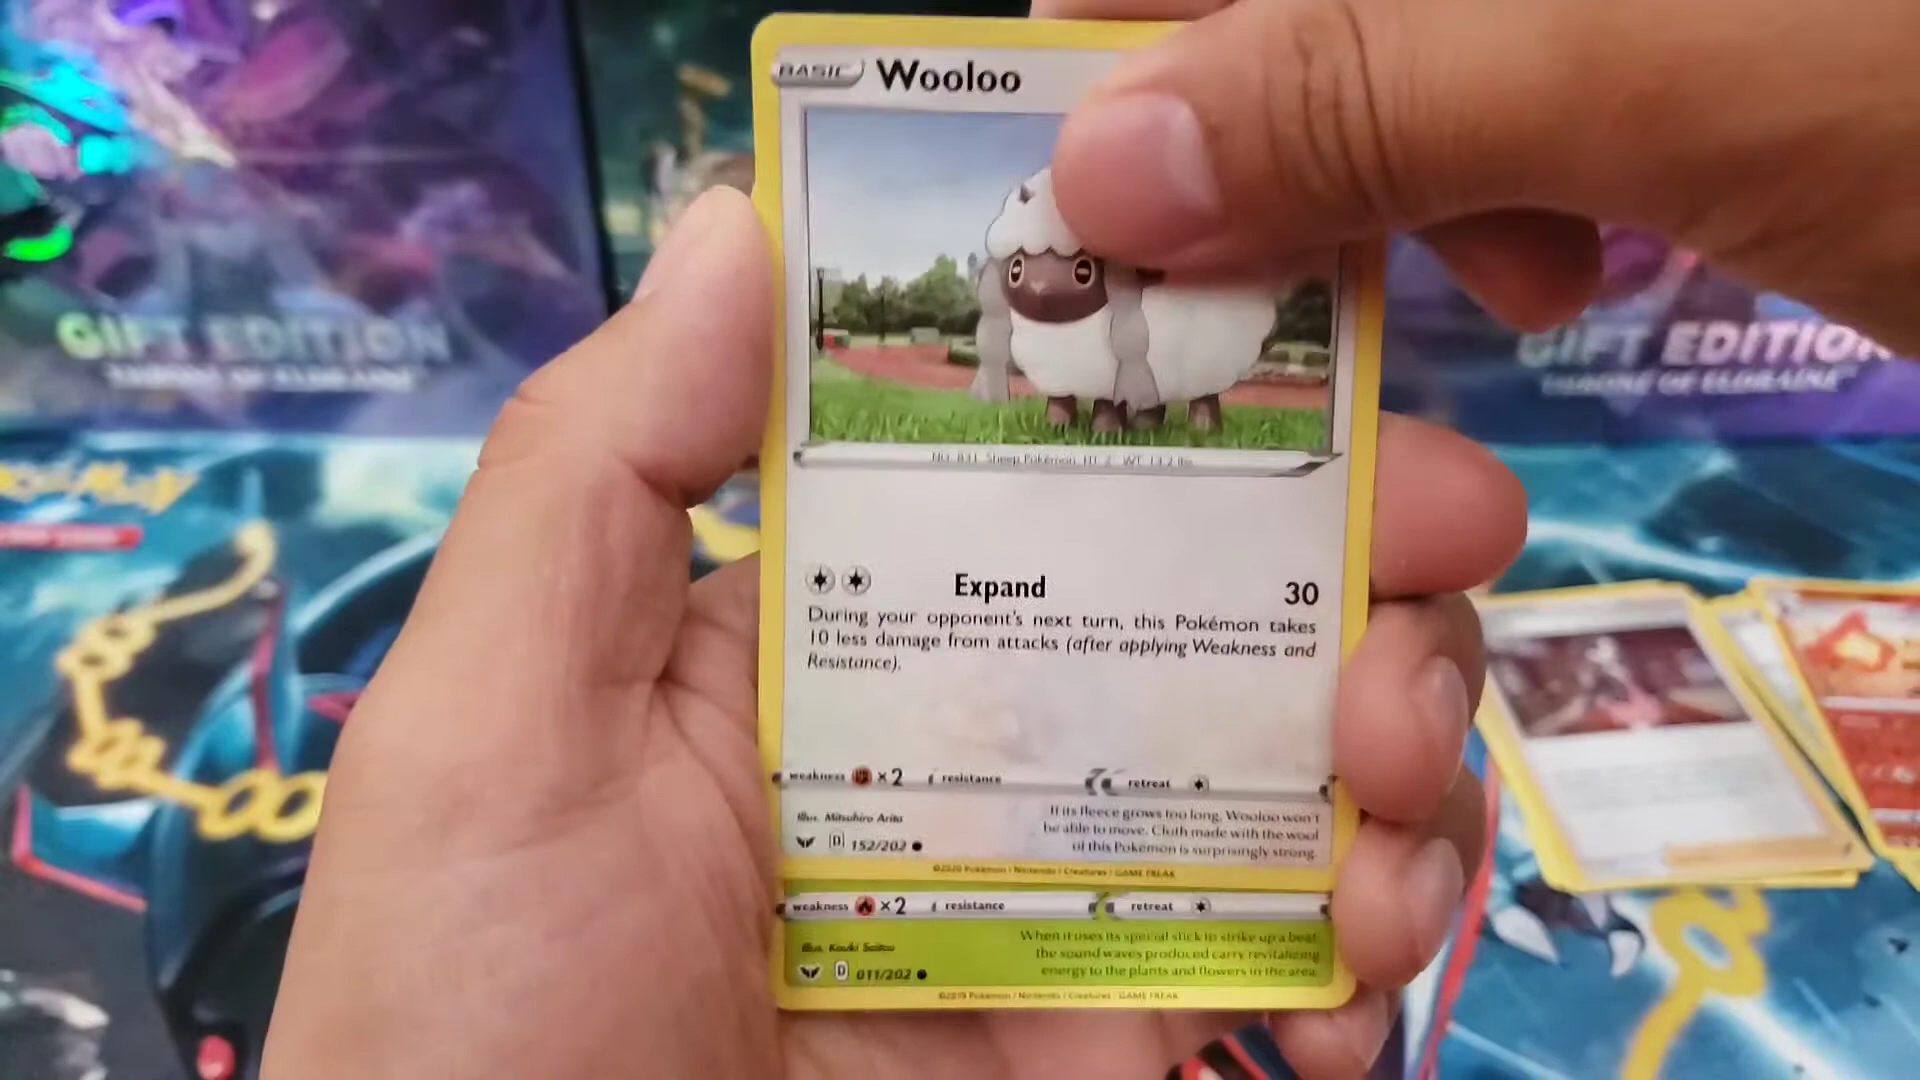 BASIC Wooloo
GIFT EDITION
THRONE OF ELDRAINE
GIFT EDITION
THRONE OF ELDRAINE™
NO. 831 Sheep Pokémon HT: 2' WT: 13.2 lbs.
Expand 30
During your opponent's next turn, this Pokémon takes
10 less damage from attacks (after applying Weakness and
Resistance).
weakness ×2 resistance retreat
Illus. Mitsuhiro Arita
If its fleece grows too long, Wooloo won't
be able to move. Cloth made with the wool
of this Pokémon is surprisingly strong.
D 152/202
©2020 Pokémon / Nintendo / Creatures / GAME FREAK
weakness ×2 resistance retreat
Illus. Kouki Saitou
When it uses its special stick to strike up a beat,
the sound waves produced carry revitalizing
energy to the plants and flowers in the area.
D 011/202
©2019 Pokémon / Nintendo / Creatures / GAME FREAK